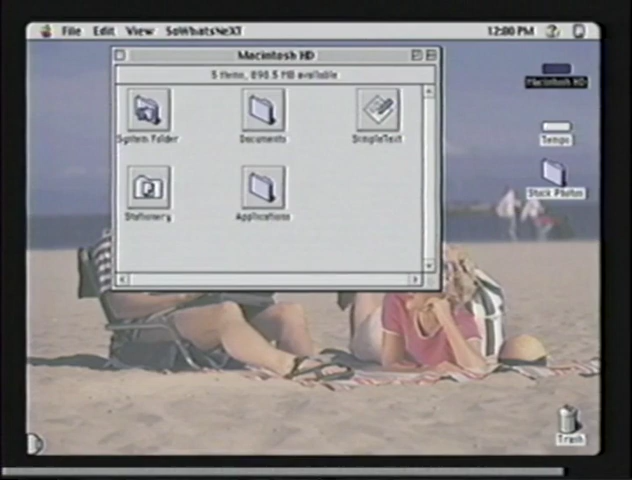 File Edit View SoWhatsNeXT 12:00 PM
Macintosh HD
5 items, 898.5 MB available
System Folder
Documents
SimpleText
Stationery
Applications
Macintosh HD
Tempo
Stock Photos
Trash